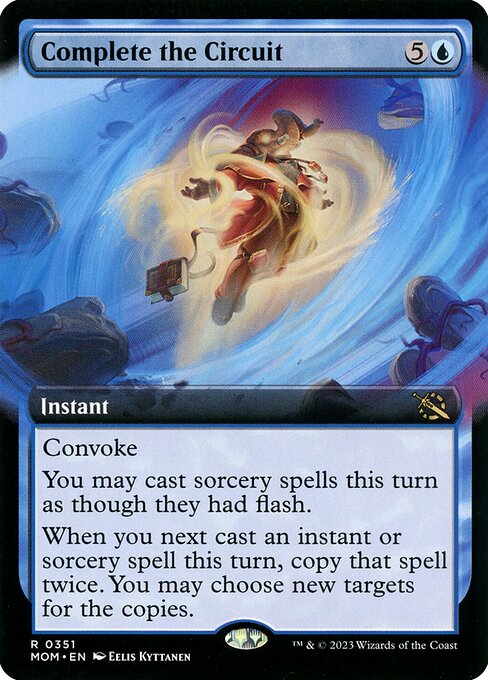 Complete the Circuit 5
Instant
Convoke
You may cast sorcery spells this turn
as though they had flash.
When you next cast an instant or
sorcery spell this turn, copy that spell
twice. You may choose new targets
for the copies.
R 0351
MOM • EN Eelis Kyttanen
™ & © 2023 Wizards of the Coast